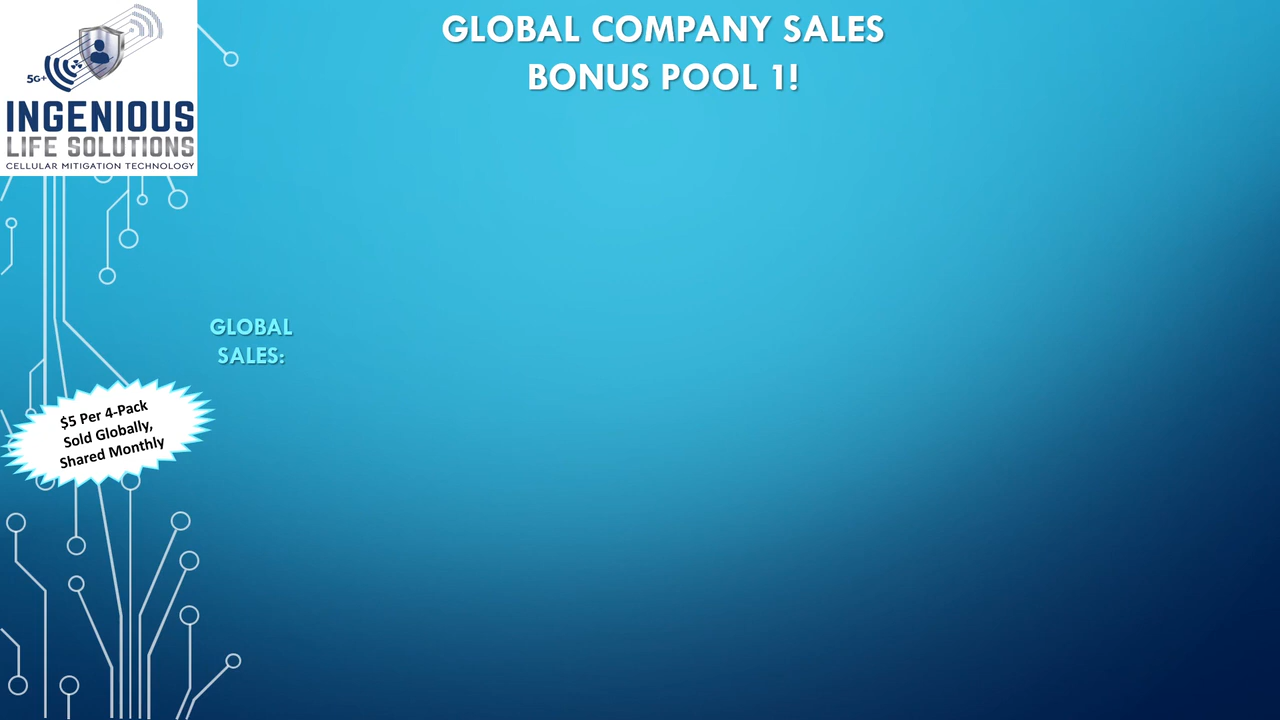 5G+
INGENIOUS
LIFE SOLUTIONS
CELLULAR MITIGATION TECHNOLOGY
GLOBAL COMPANY SALES
BONUS POOL 1!
GLOBAL
SALES:
$5 Per 4-Pack
Sold Globally,
Shared Monthly